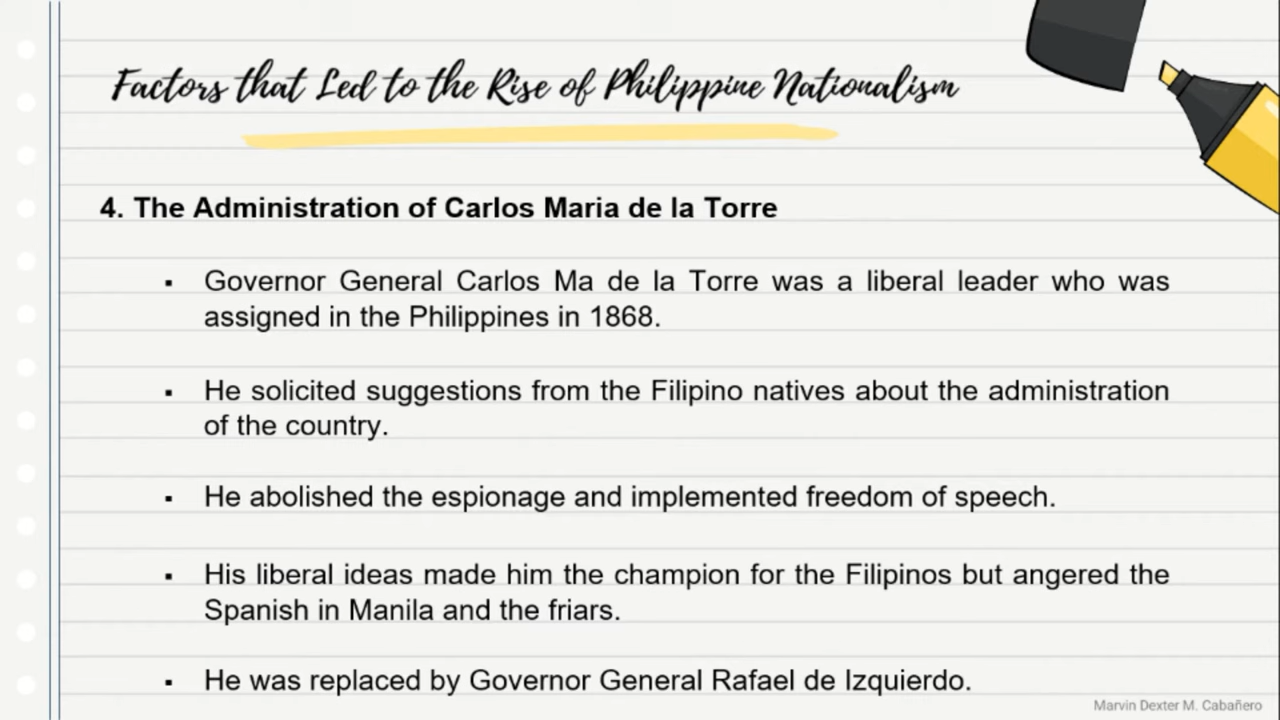 Factors that Led to the Rise of Philippine Nationalism
4. The Administration of Carlos Maria de la Torre
▪ Governor General Carlos Ma de la Torre was a liberal leader who was
assigned in the Philippines in 1868.
▪ He solicited suggestions from the Filipino natives about the administration
of the country.
▪ He abolished the espionage and implemented freedom of speech.
▪ His liberal ideas made him the champion for the Filipinos but angered the
Spanish in Manila and the friars.
▪ He was replaced by Governor General Rafael de Izquierdo.
Marvin Dexter M. Cabañero